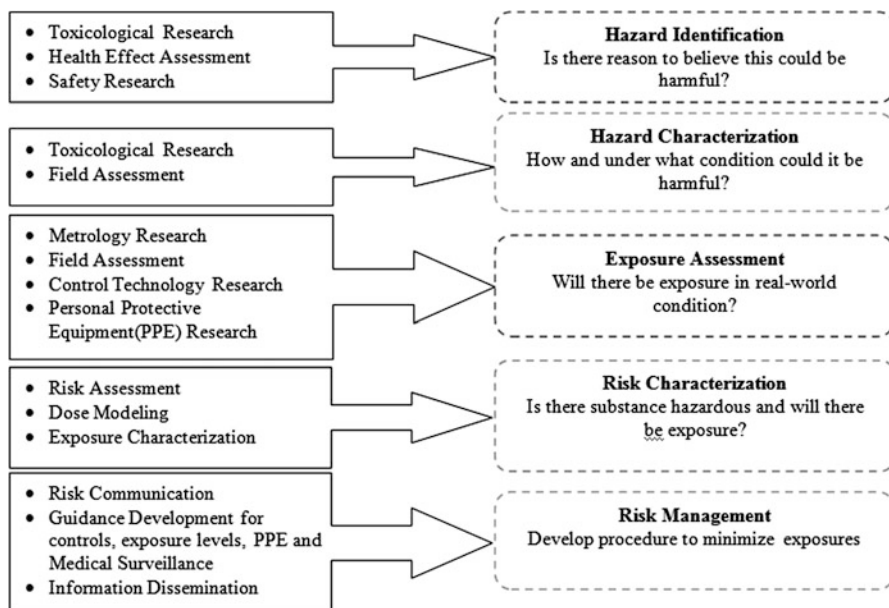 • Toxicological Research
• Health Effect Assessment
• Safety Research
Hazard Identification
Is there reason to believe this could be
harmful?
• Toxicological Research
• Field Assessment
Hazard Characterization
How and under what condition could it be
harmful?
• Metrology Research
• Field Assessment
• Control Technology Research
• Personal Protective
Equipment(PPE) Research
Exposure Assessment
Will there be exposure in real-world
condition?
• Risk Assessment
• Dose Modeling
• Exposure Characterization
Risk Characterization
Is there substance hazardous and will there
be exposure?
• Risk Communication
• Guidance Development for
controls, exposure levels, PPE and
Medical Surveillance
• Information Dissemination
Risk Management
Develop procedure to minimize exposures